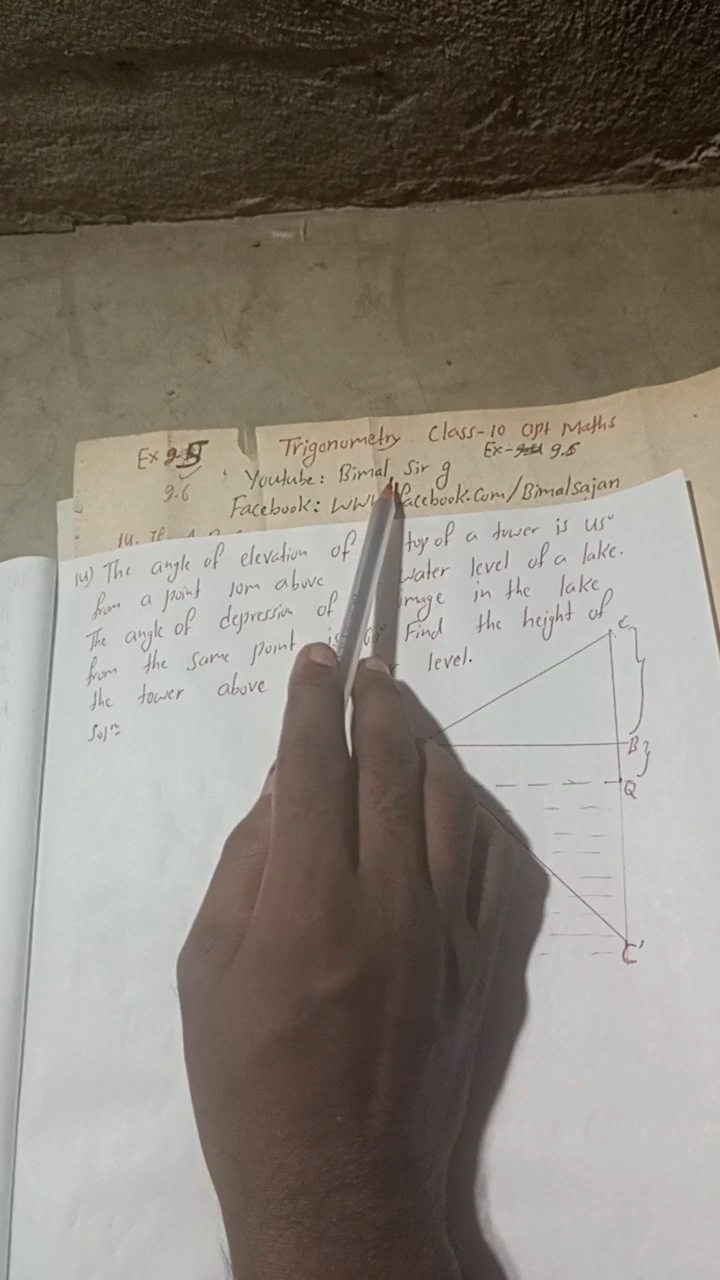 Ex 9.5
9.6
Trigonometry Class-10 Opt Maths
Ex- 9.5
Youtube: Bimal Sir g
Facebook: WWW.facebook.com/Bimalsajan
14) The angle of elevation of top of a tower is 45°
from a point 10m above water level of a lake.
The angle of depression of image in the lake
from the same point is 60° Find the height of
the tower above level.
Solⁿ
C
B
Q
C'